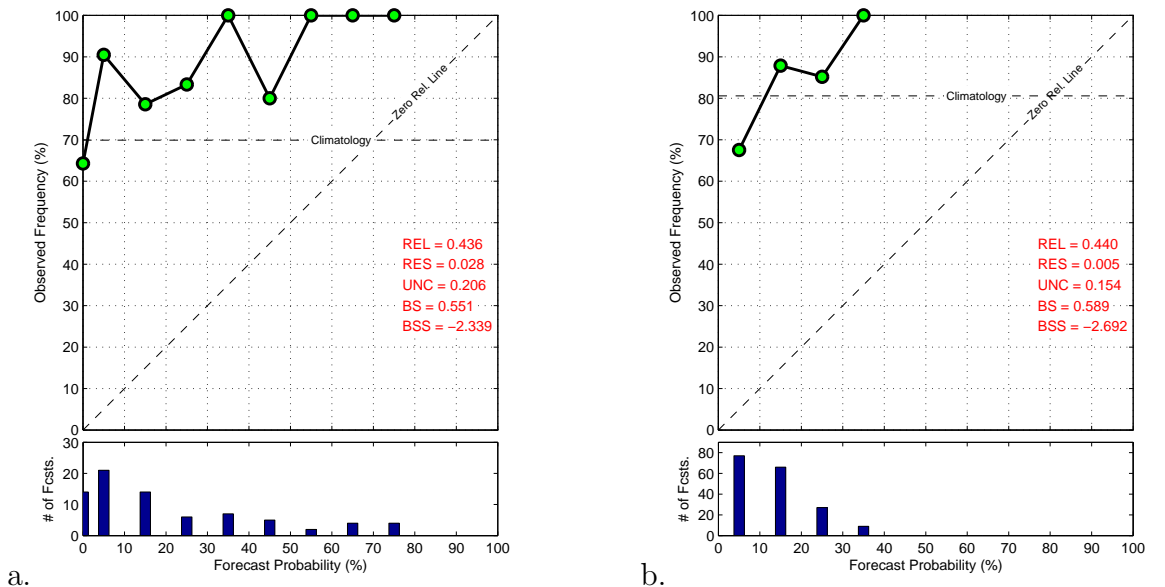 100
90
80
70
60
50
40
30
20
10
0
Observed Frequency (%)
Zero Rel. Line
Climatology
REL = 0.436
RES = 0.028
UNC = 0.206
BS = 0.551
BSS = −2.339
30
20
10
0
# of Fcsts.
0 10 20 30 40 50 60 70 80 90 100
Forecast Probability (%)
a.
100
90
80
70
60
50
40
30
20
10
0
Observed Frequency (%)
Climatology
Zero Rel. Line
REL = 0.440
RES = 0.005
UNC = 0.154
BS = 0.589
BSS = −2.692
80
60
40
20
0
# of Fcsts.
0 10 20 30 40 50 60 70 80 90 100
Forecast Probability (%)
b.